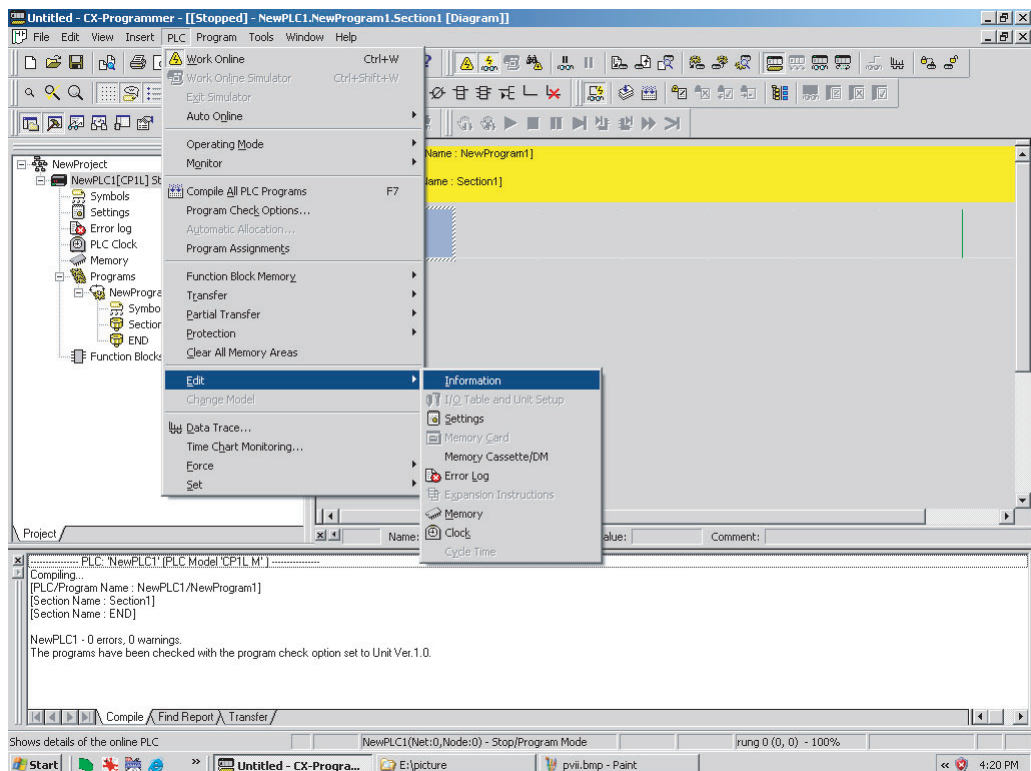 Untitled - CX-Programmer - [[Stopped] - NewPLC1.NewProgram1.Section1 [Diagram]]
File Edit View Insert PLC Program Tools Window Help
Work Online Ctrl+W
Work Online Simulator Ctrl+Shift+W
Exit Simulator
Auto Online
Operating Mode
Monitor
Compile All PLC Programs F7
Program Check Options...
Automatic Allocation...
Program Assignments
Function Block Memory
Transfer
Partial Transfer
Protection
Clear All Memory Areas
Edit
Change Model
Data Trace...
Time Chart Monitoring...
Force
Set
Information
I/O Table and Unit Setup
Settings
Memory Card
Memory Cassette/DM
Error Log
Expansion Instructions
Memory
Clock
Cycle Time
NewProject
NewPLC1[CP1L] St
Symbols
Settings
Error log
PLC Clock
Memory
Programs
NewProgra
Symbo
Section
END
Function Blocks
Name : NewProgram1]
Name : Section1]
Project
Name: alue: Comment:
--------------- PLC: 'NewPLC1' (PLC Model 'CP1L M' ) ---------------
Compiling...
[PLC/Program Name : NewPLC1/NewProgram1]
[Section Name : Section1]
[Section Name : END]
NewPLC1 - 0 errors, 0 warnings.
The programs have been checked with the program check option set to Unit Ver.1.0.
Compile Find Report Transfer
Shows details of the online PLC NewPLC1(Net:0,Node:0) - Stop/Program Mode rung 0 (0, 0) - 100%
Start » Untitled - CX-Progra... E:\picture pvii.bmp - Paint « 4:20 PM